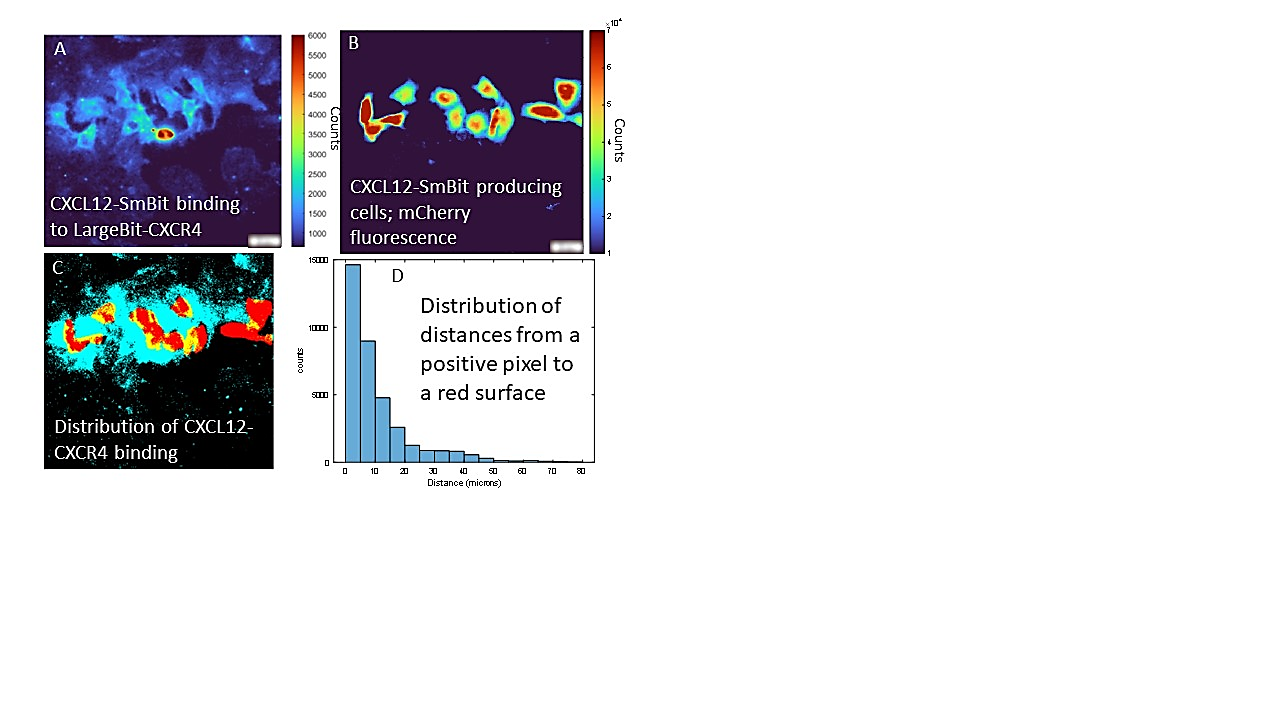 A
CXCL12-SmBit binding
to LargeBit-CXCR4
6000
5500
5000
4500
4000
3500
3000
2500
2000
1500
1000
Counts
B
CXCL12-SmBit producing
cells; mCherry
fluorescence
×10⁴
7
6
5
4
3
2
1
Counts
C
Distribution of CXCL12-
CXCR4 binding
D
Distribution of
distances from a
positive pixel to
a red surface
15000
10000
5000
0
counts
0 10 20 30 40 50 60 70 80
Distance (microns)